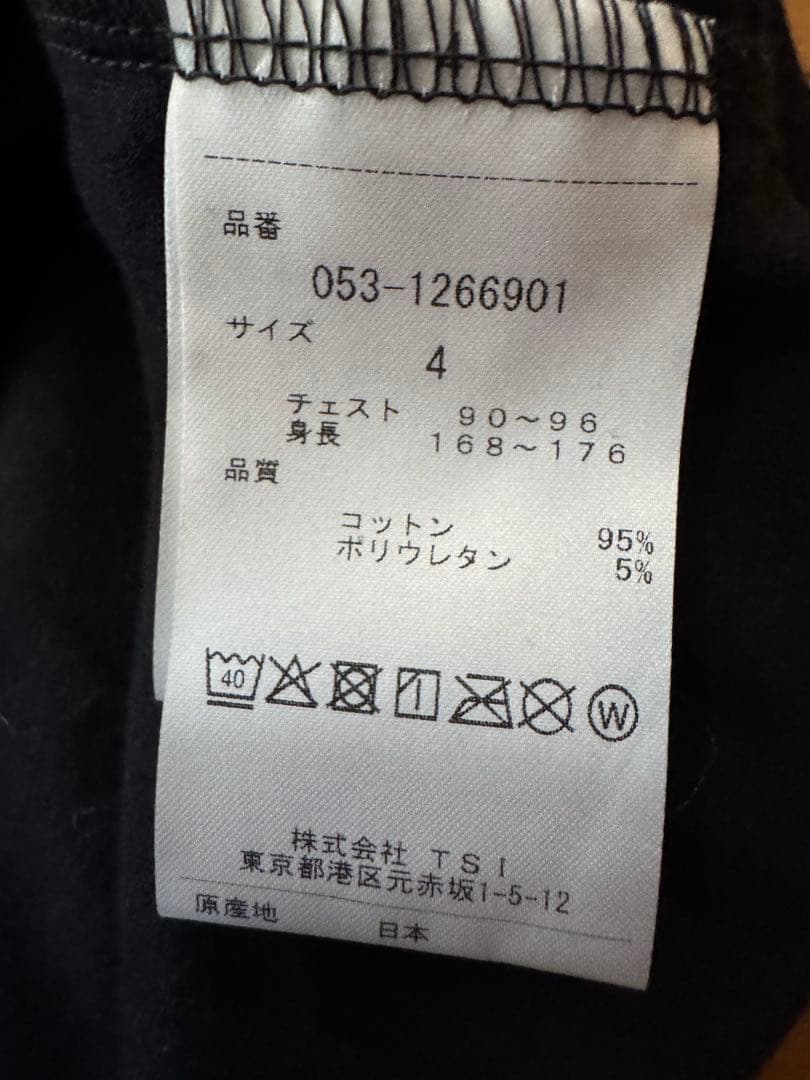 品番
053-1266901
サイズ
4
チェスト 90～96
身長 168～176
品質
コットン 95%
ポリウレタン 5%
40
W
株式会社 TSI
東京都港区元赤坂1-5-12
原産地 日本